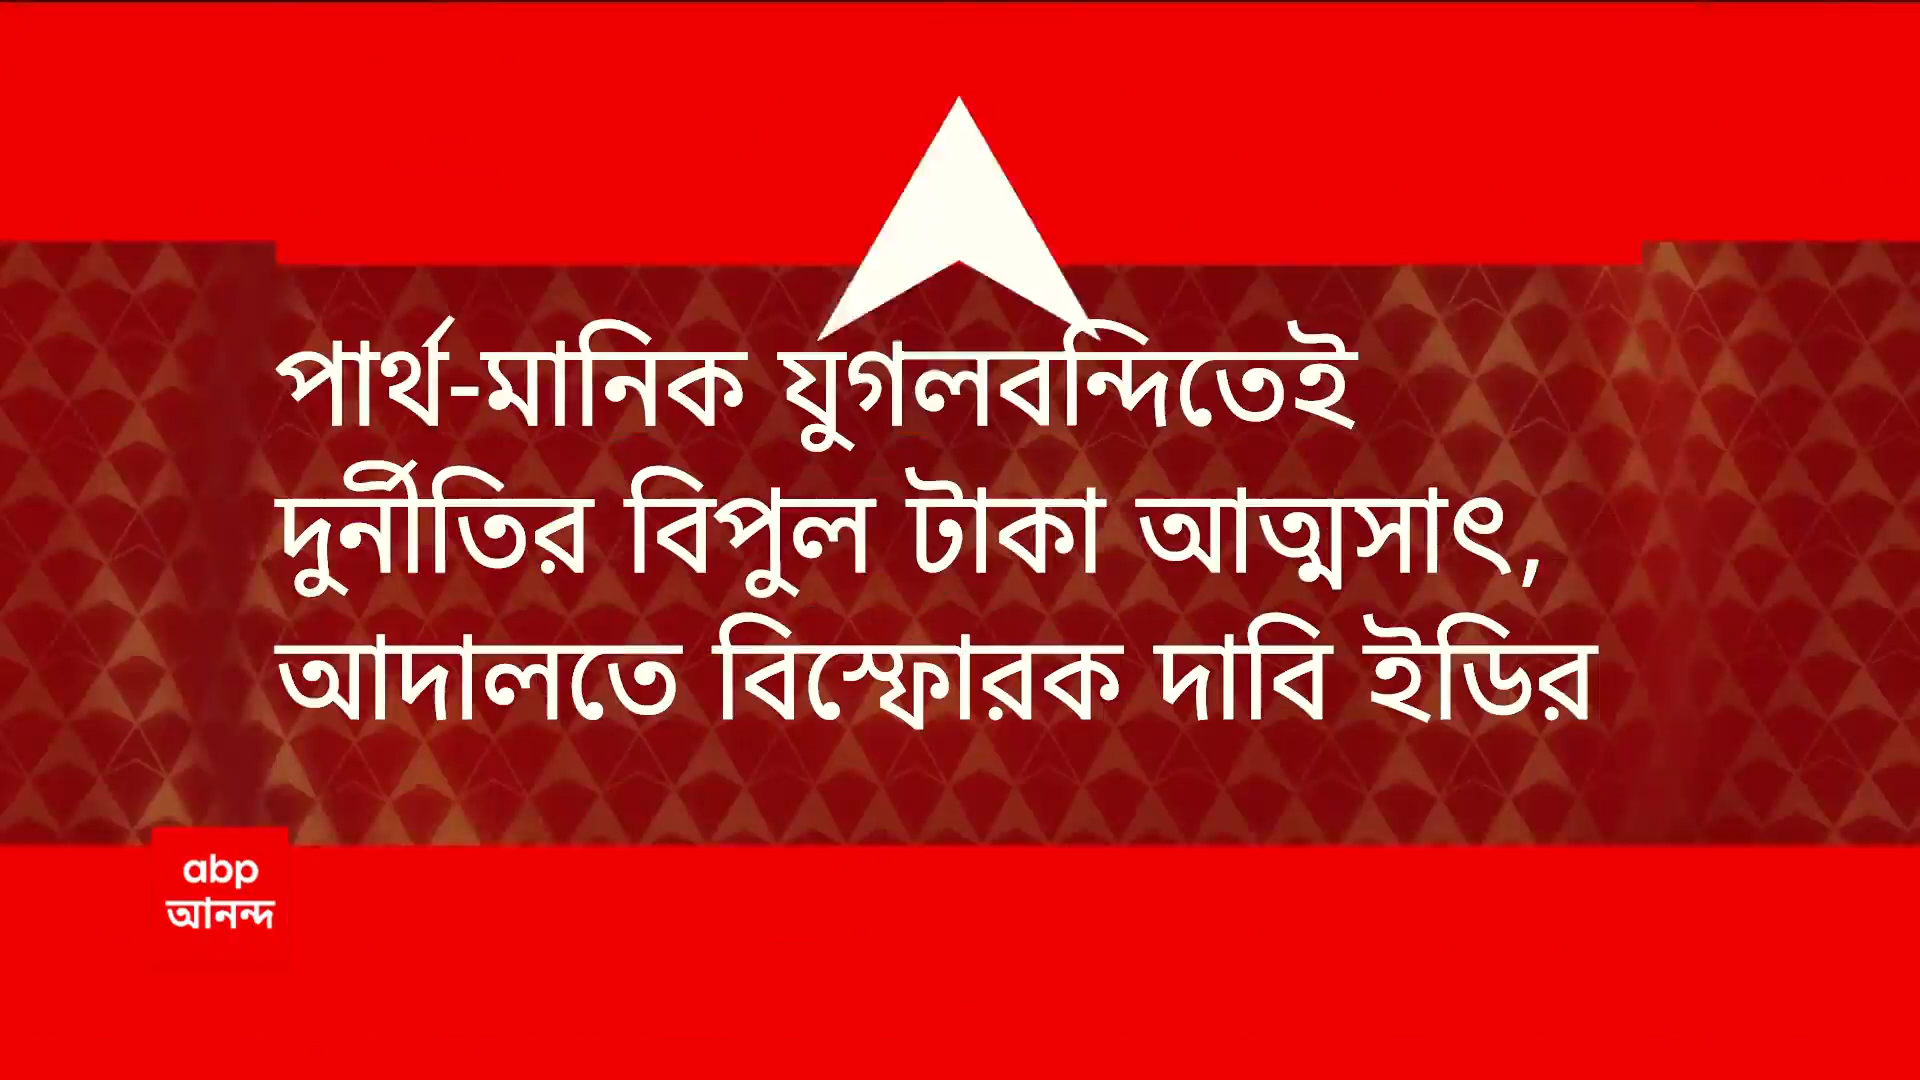 পার্থ-মানিক যুগলবন্দিতেই
দুর্নীতির বিপুল টাকা আত্মসাৎ,
আদালতে বিস্ফোরক দাবি ইডির
abp
আনন্দ